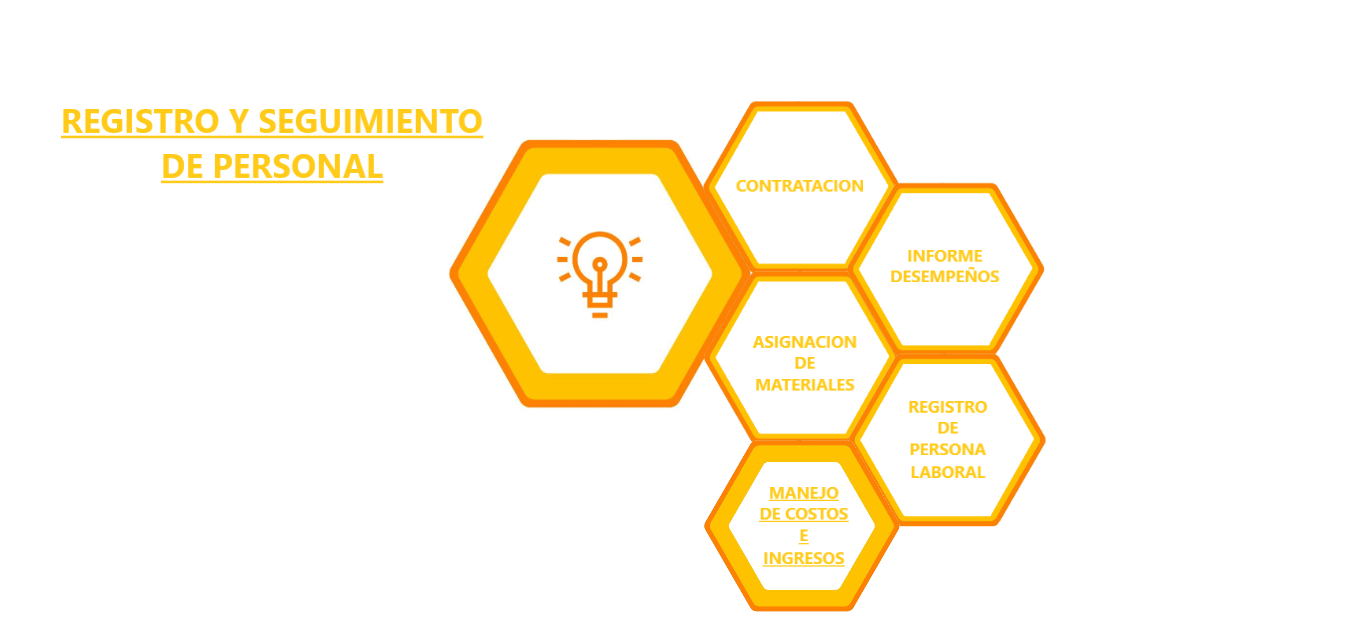 REGISTRO Y SEGUIMIENTO
DE PERSONAL
CONTRATACION
INFORME
DESEMPEÑOS
ASIGNACION
DE
MATERIALES
REGISTRO
DE
PERSONA
LABORAL
MANEJO
DE COSTOS
E
INGRESOS